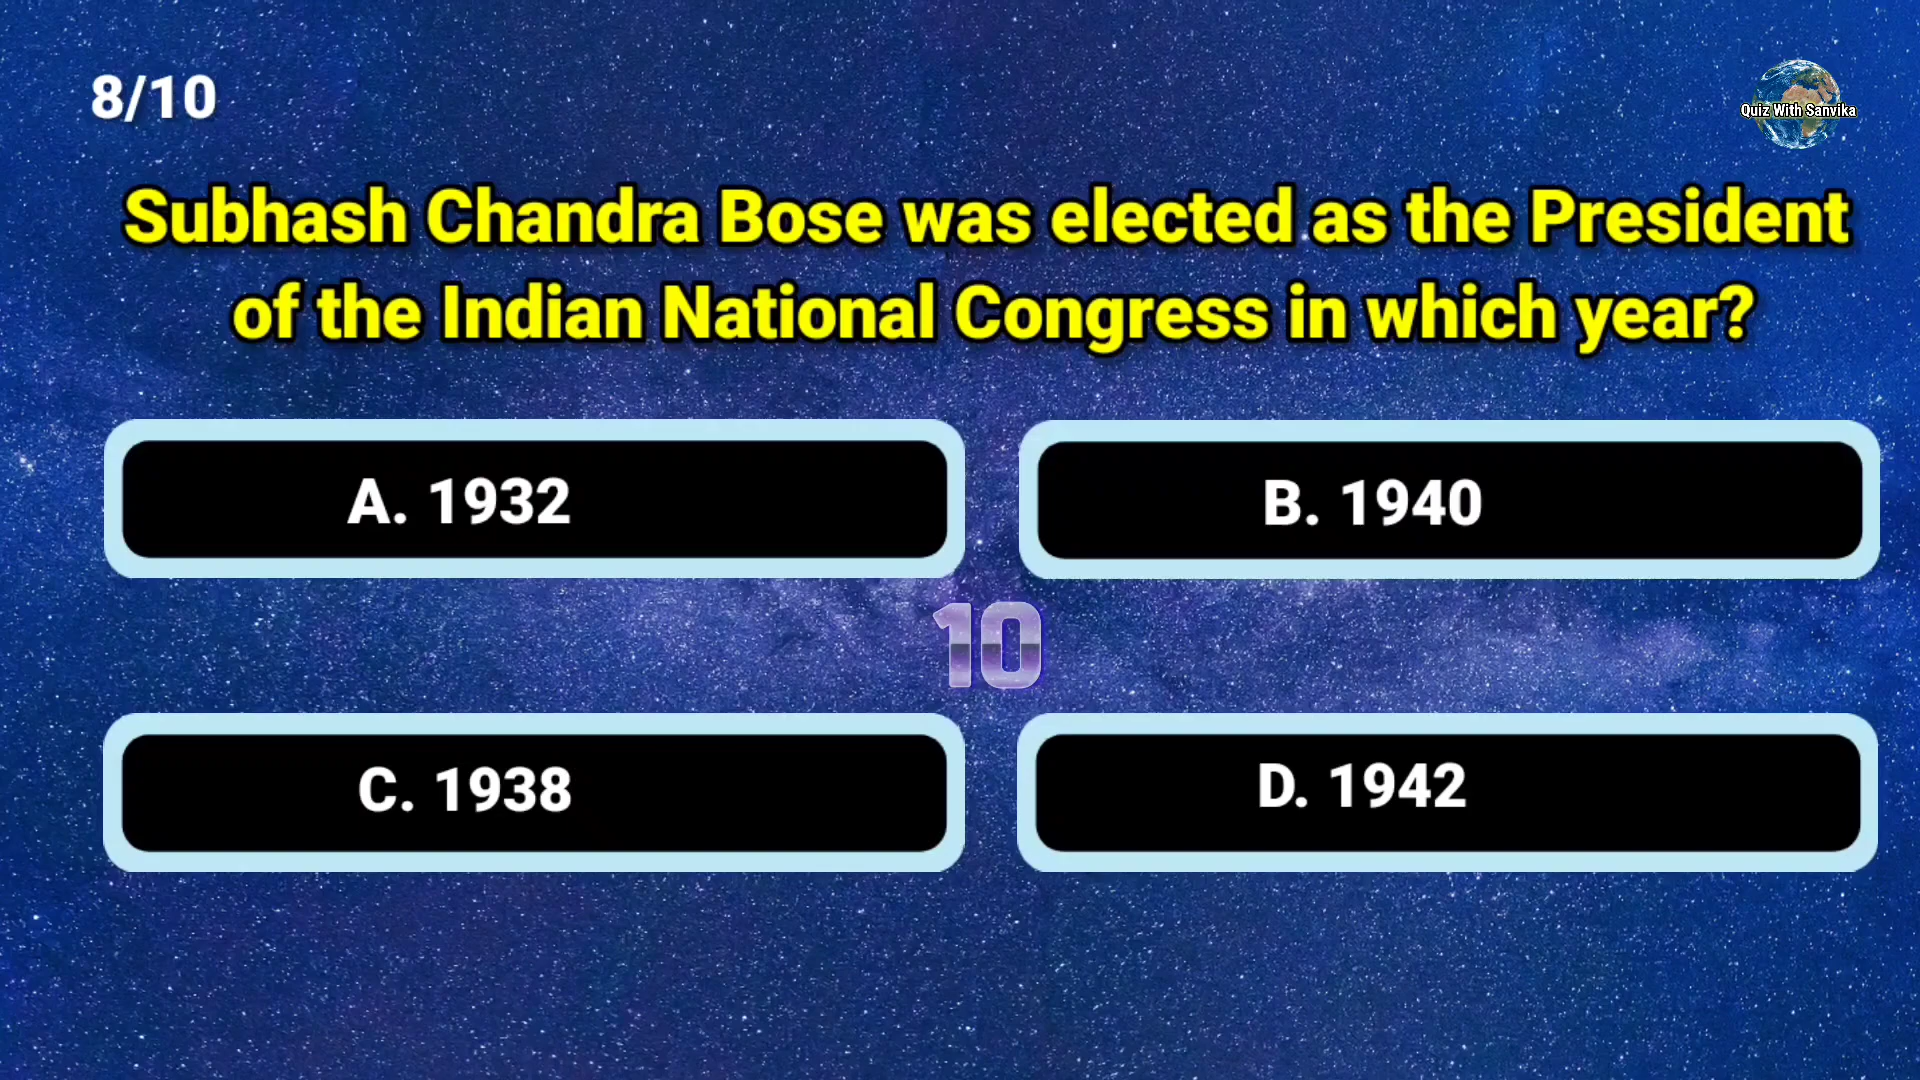 8/10
Quiz With Sanvika
Subhash Chandra Bose was elected as the President
of the Indian National Congress in which year?
A. 1932
B. 1940
10
C. 1938
D. 1942